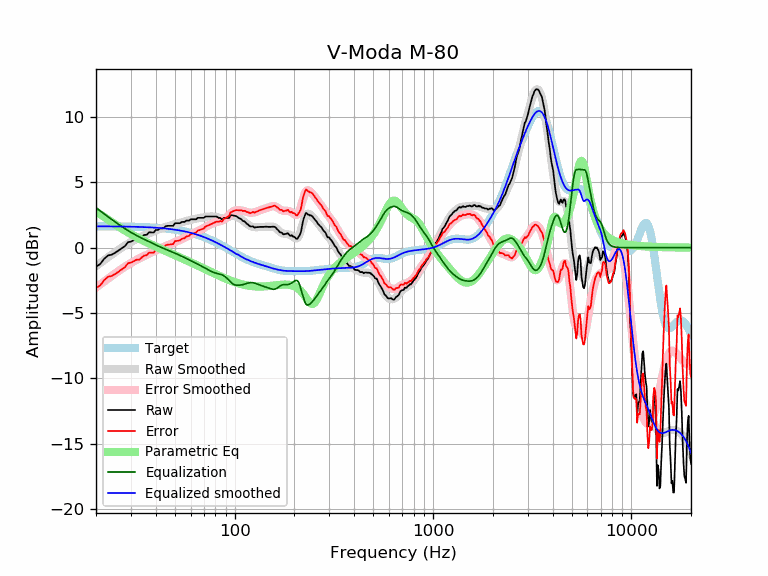 V-Moda M-80
Amplitude (dBr)
10
5
0
−5
−10
−15
−20
Target
Raw Smoothed
Error Smoothed
Raw
Error
Parametric Eq
Equalization
Equalized smoothed
100
1000
10000
Frequency (Hz)